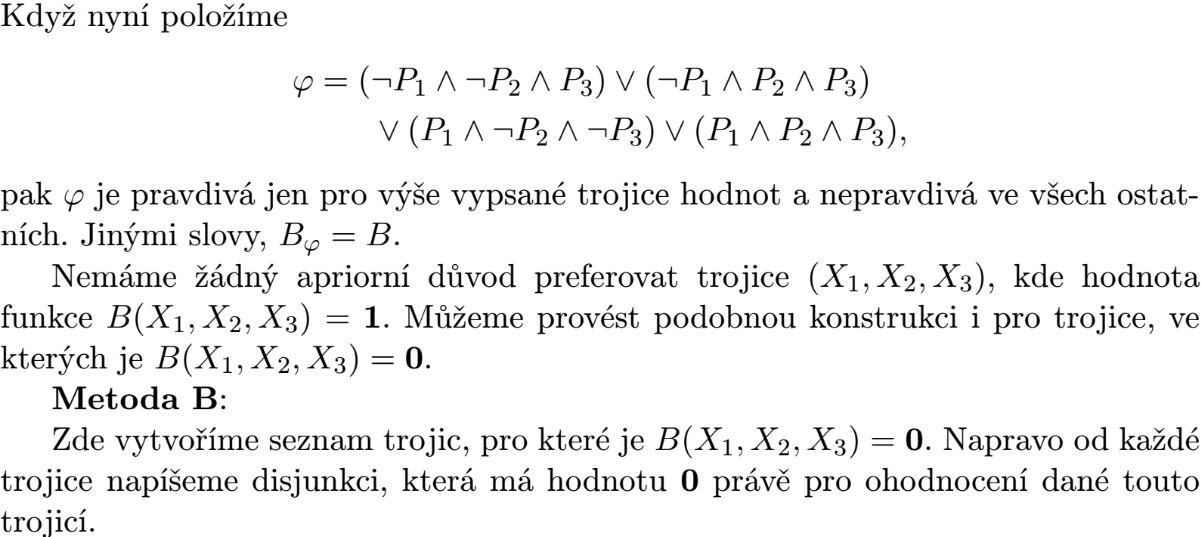 Když nyní položíme
φ = (¬P₁ ∧ ¬P₂ ∧ P₃) ∨ (¬P₁ ∧ P₂ ∧ P₃)
∨ (P₁ ∧ ¬P₂ ∧ ¬P₃) ∨ (P₁ ∧ P₂ ∧ P₃),
pak φ je pravdivá jen pro výše vypsané trojice hodnot a nepravdivá ve všech ostat-
ních. Jinými slovy, B_φ = B.
Nemáme žádný apriorní důvod preferovat trojice (X₁, X₂, X₃), kde hodnota
funkce B(X₁, X₂, X₃) = 1. Můžeme provést podobnou konstrukci i pro trojice, ve
kterých je B(X₁, X₂, X₃) = 0.
Metoda B:
Zde vytvoříme seznam trojic, pro které je B(X₁, X₂, X₃) = 0. Napravo od každé
trojice napíšeme disjunkci, která má hodnotu 0 právě pro ohodnocení dané touto
trojicí.